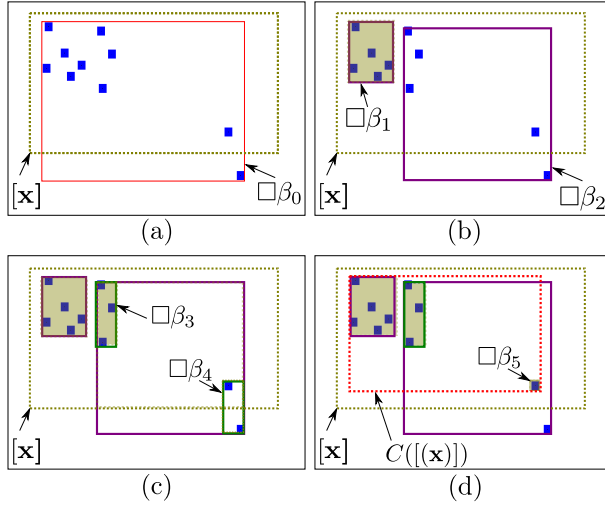 [x]
□β₀
(a)
□β₁
[x]
□β₂
(b)
□β₃
□β₄
[x]
(c)
□β₅
[x]
C([(x)])
(d)